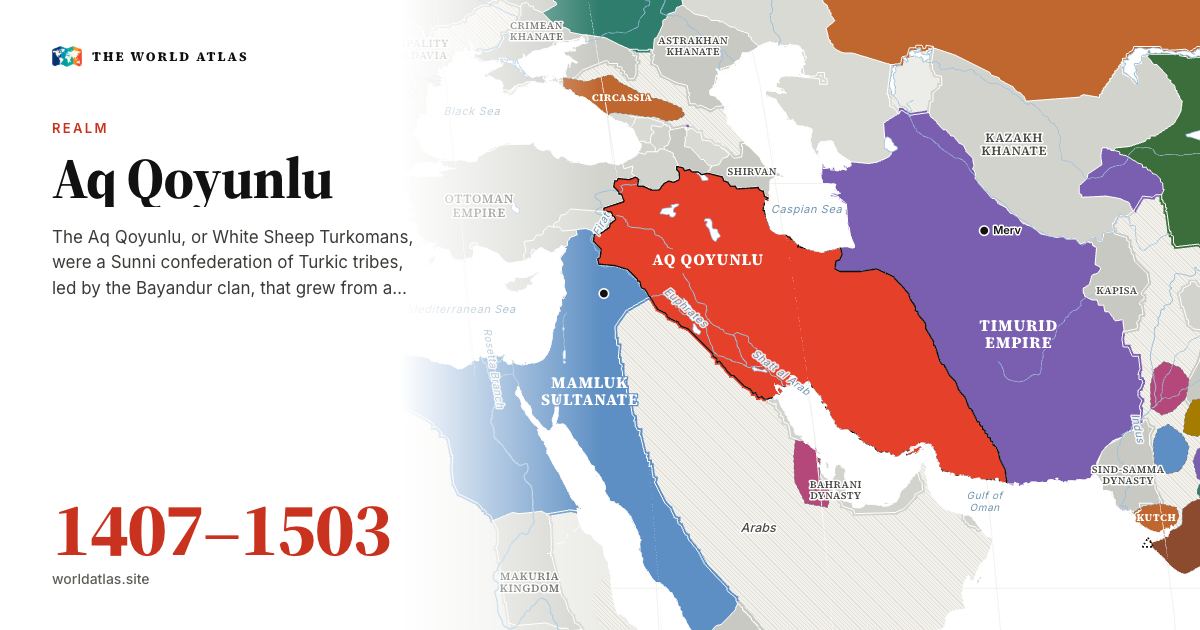 THE WORLD ATLAS
REALM
Aq Qoyunlu
The Aq Qoyunlu, or White Sheep Turkomans,
were a Sunni confederation of Turkic tribes,
led by the Bayandur clan, that grew from a...
1407–1503
worldatlas.site
CRIMEAN
KHANATE
ASTRAKHAN
KHANATE
PALITY
DAVIA
CIRCASSIA
Black Sea
KAZAKH
KHANATE
SHIRVAN
OTTOMAN
EMPIRE
Caspian Sea
Merv
AQ QOYUNLU
KAPISA
Euphrates
Mediterranean Sea
TIMURID
EMPIRE
Rosetta Branch
Shatt al Arab
MAMLUK
SULTANATE
Indus
SIND-SAMMA
DYNASTY
BAHRANI
DYNASTY
Gulf of
Oman
KUTCH
Arabs
MAKURIA
KINGDOM